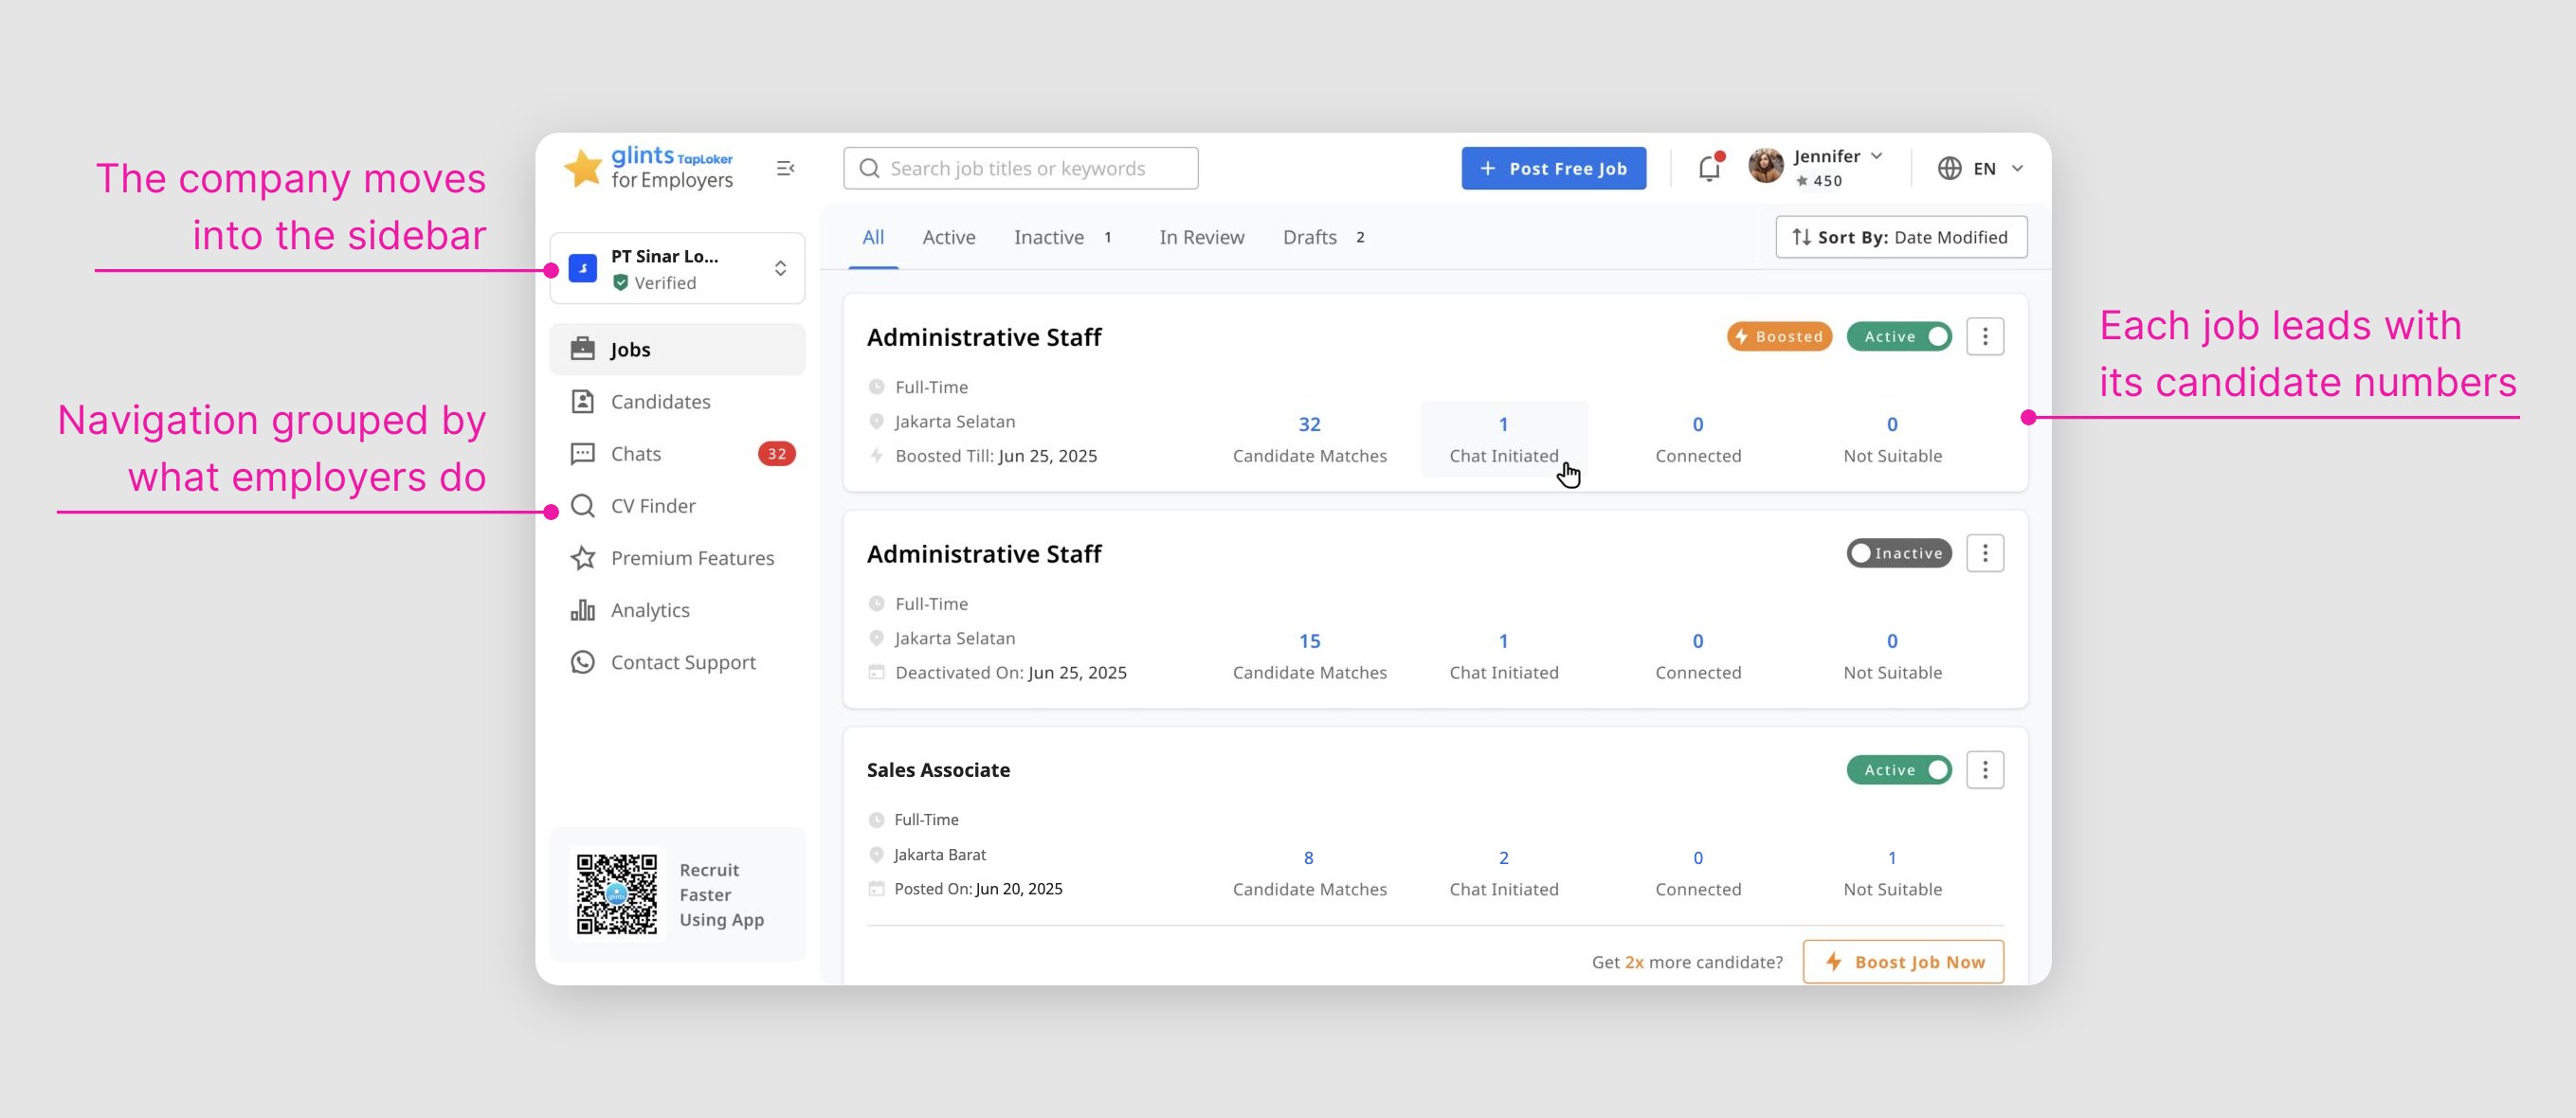 The company moves
into the sidebar
Navigation grouped by
what employers do
Each job leads with
its candidate numbers
glints TapLoker
for Employers
Search job titles or keywords
+ Post Free Job
Jennifer
★ 450
EN
PT Sinar Lo...
Verified
Jobs
Candidates
Chats 32
CV Finder
Premium Features
Analytics
Contact Support
Recruit
Faster
Using App
All Active Inactive 1 In Review Drafts 2
Sort By: Date Modified
Administrative Staff
Boosted Active
Full-Time
Jakarta Selatan
Boosted Till: Jun 25, 2025
32 1 0 0
Candidate Matches Chat Initiated Connected Not Suitable
Administrative Staff
Inactive
Full-Time
Jakarta Selatan
Deactivated On: Jun 25, 2025
15 1 0 0
Candidate Matches Chat Initiated Connected Not Suitable
Sales Associate
Active
Full-Time
Jakarta Barat
Posted On: Jun 20, 2025
8 2 0 1
Candidate Matches Chat Initiated Connected Not Suitable
Get 2x more candidate? Boost Job Now